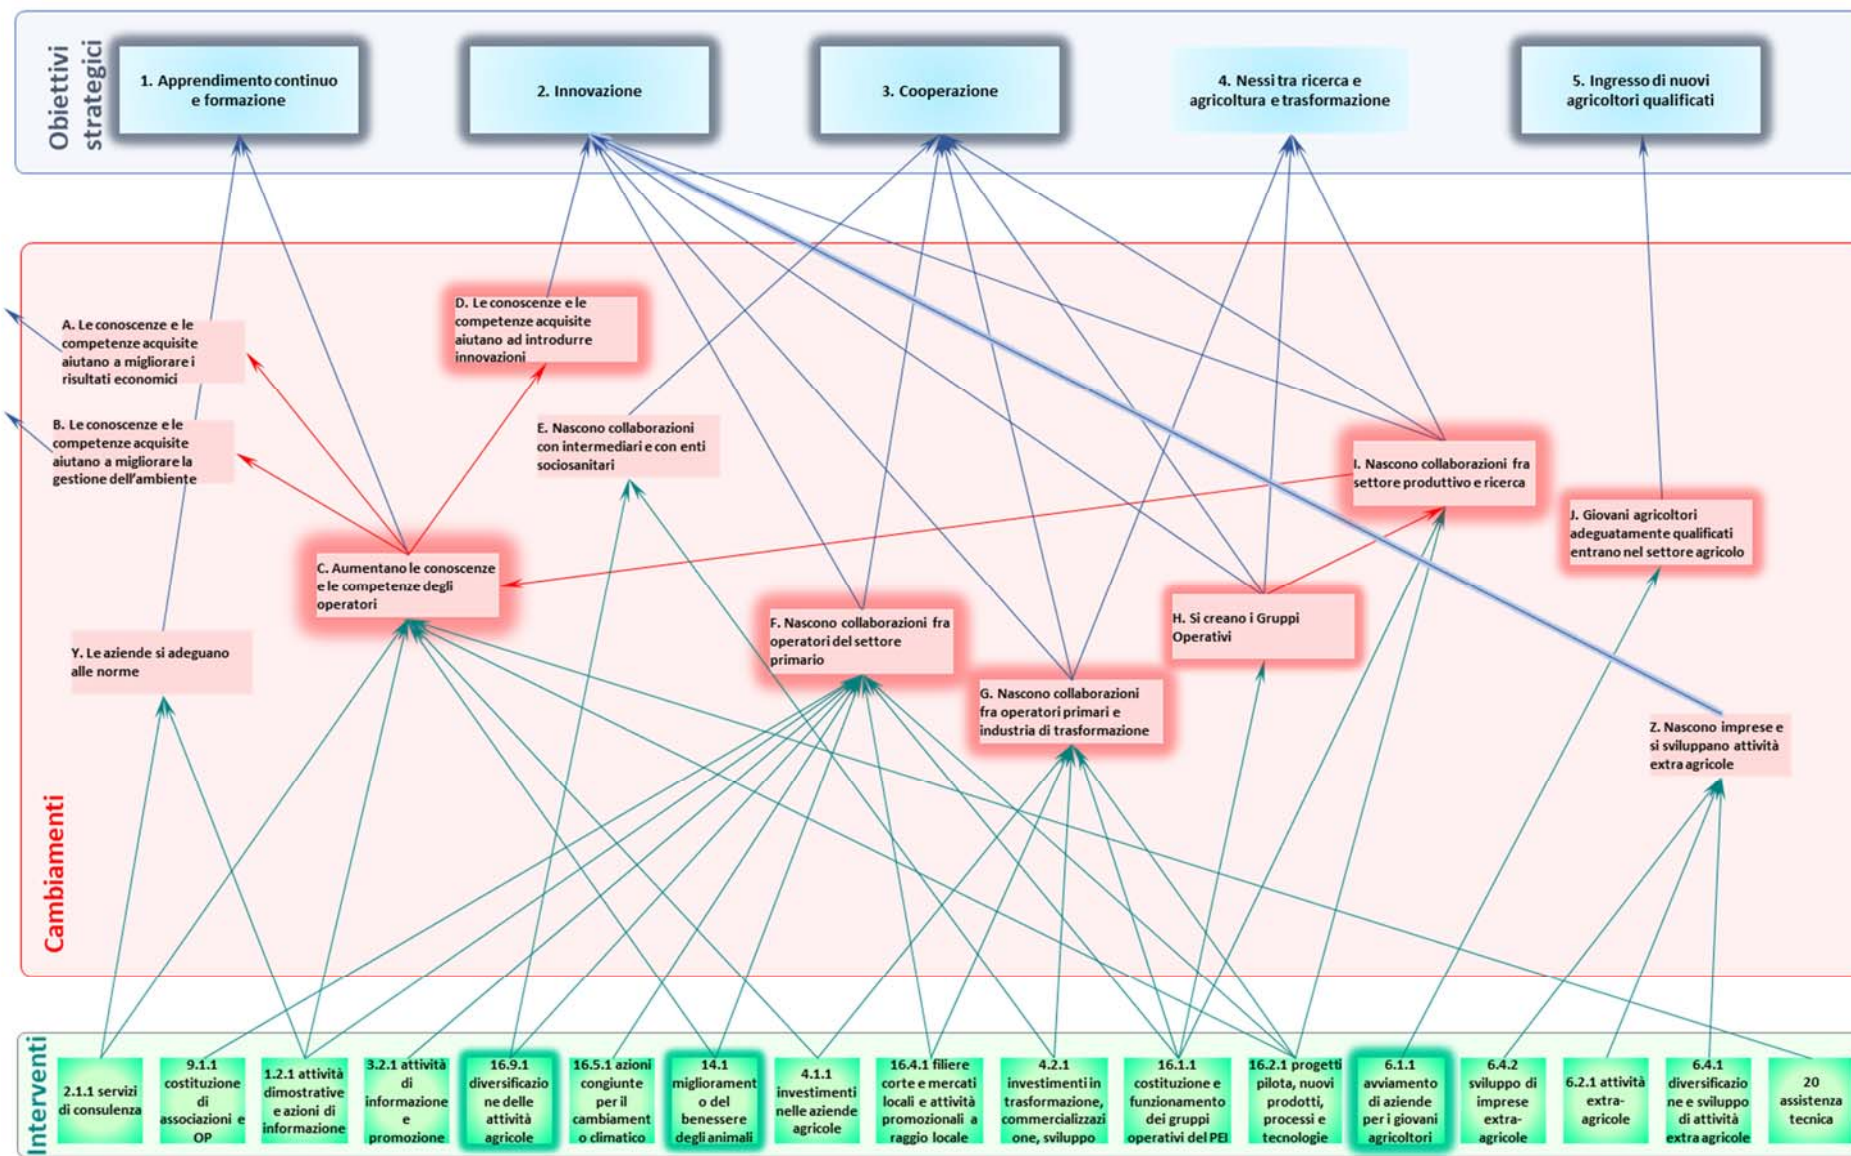 Obiettivi
strategici
1. Apprendimento continuo
e formazione
2. Innovazione
3. Cooperazione
4. Nessi tra ricerca e
agricoltura e trasformazione
5. Ingresso di nuovi
agricoltori qualificati
Cambiamenti
A. Le conoscenze e le
competenze acquisite
aiutano a migliorare i
risultati economici
B. Le conoscenze e le
competenze acquisite
aiutano a migliorare la
gestione dell'ambiente
D. Le conoscenze e le
competenze acquisite
aiutano ad introdurre
innovazioni
E. Nascono collaborazioni
con intermediari e con enti
sociosanitari
C. Aumentano le conoscenze
e le competenze degli
operatori
Y. Le aziende si adeguano
alle norme
F. Nascono collaborazioni fra
operatori del settore
primario
G. Nascono collaborazioni
fra operatori primari e
industria di trasformazione
H. Si creano i Gruppi
Operativi
I. Nascono collaborazioni fra
settore produttivo e ricerca
J. Giovani agricoltori
adeguatamente qualificati
entrano nel settore agricolo
Z. Nascono imprese e
si sviluppano attività
extra agricole
Interventi
2.1.1 servizi
di consulenza
9.1.1
costituzione
di
associazioni e
OP
1.2.1 attività
dimostrative
e azioni di
informazione
3.2.1 attività
di
informazione
e
promozione
16.9.1
diversificazio
ne delle
attività
agricole
16.5.1 azioni
congiunte
per il
cambiament
o climatico
14.1
migliorament
o del
benessere
degli animali
4.1.1
investimenti
nelle aziende
agricole
16.4.1 filiere
corte e mercati
locali e attività
promozionali a
raggio locale
4.2.1
investimenti in
trasformazione,
commercializzazi
one, sviluppo
16.1.1
costituzione e
funzionamento
dei gruppi
operativi del PEI
16.2.1 progetti
pilota, nuovi
prodotti,
processi e
tecnologie
6.1.1
avviamento
di aziende
per i giovani
agricoltori
6.4.2
sviluppo di
imprese
extra-
agricole
6.2.1 attività
extra-
agricole
6.4.1
diversificazio
ne e sviluppo
di attività
extra agricole
20
assistenza
tecnica